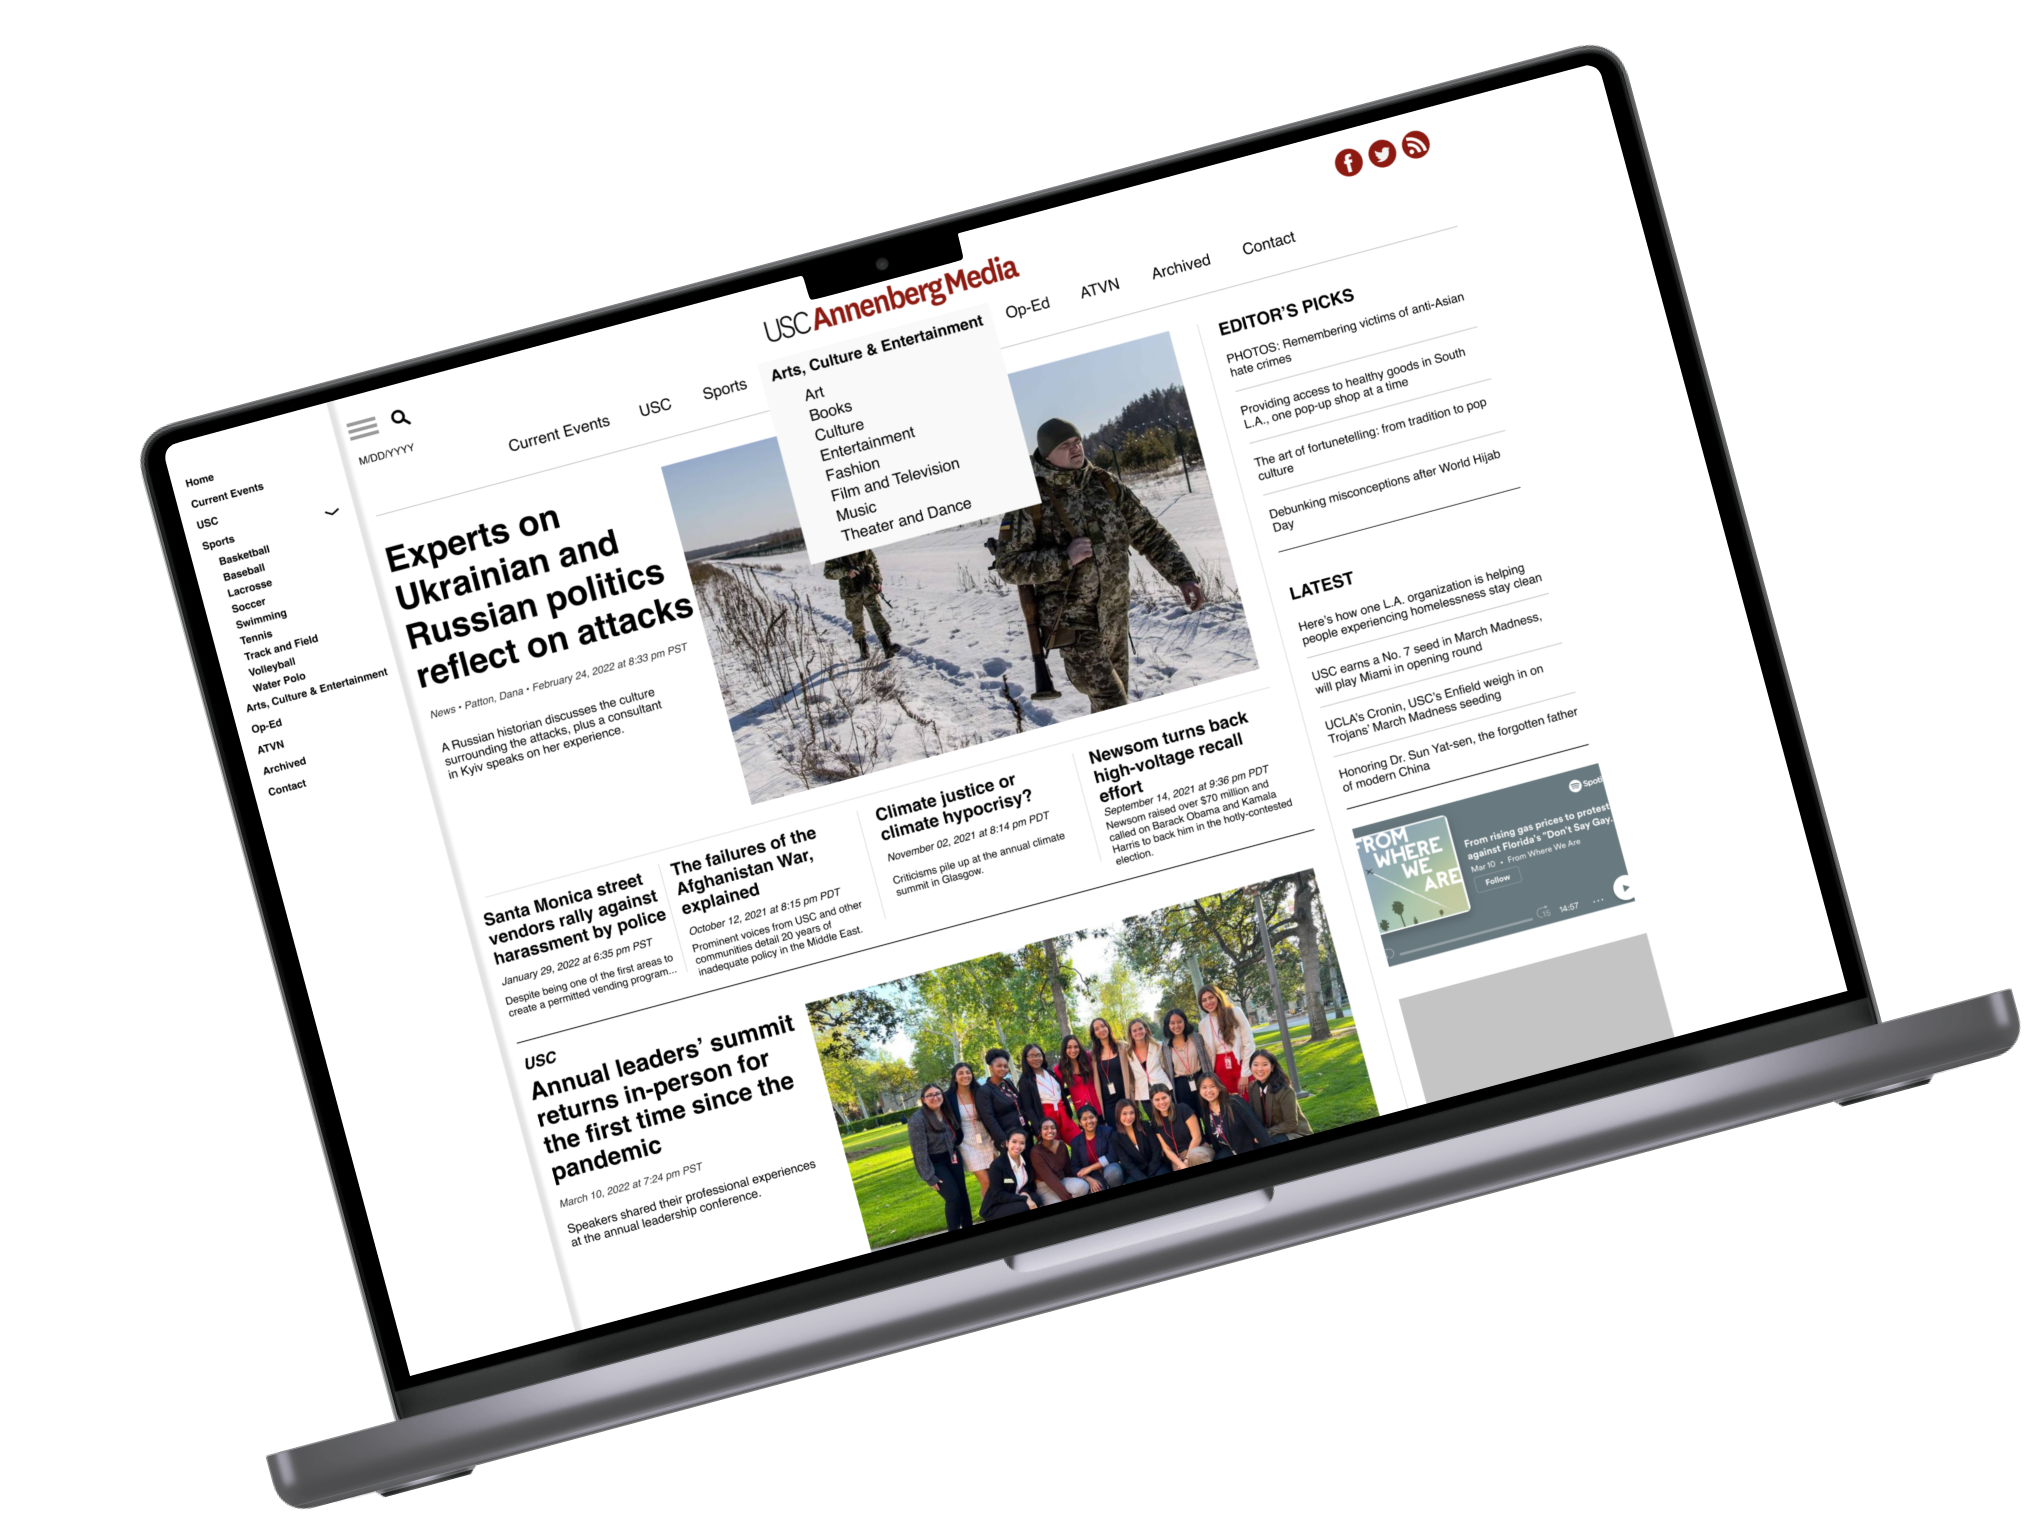 Home
Current Events
USC
Sports
Basketball
Baseball
Lacrosse
Soccer
Swimming
Tennis
Track and Field
Volleyball
Water Polo
Arts, Culture & Entertainment
Op-Ed
ATVN
Archived
Contact
M/DD/YYYY
USC Annenberg Media
Current Events
USC
Sports
Arts, Culture & Entertainment
Art
Books
Culture
Entertainment
Fashion
Film and Television
Music
Theater and Dance
Op-Ed
ATVN
Archived
Contact
Experts on
Ukrainian and
Russian politics
reflect on attacks
News • Patton, Dana • February 24, 2022 at 8:33 pm PST
A Russian historian discusses the culture
surrounding the attacks, plus a consultant
in Kyiv speaks on her experience.
Santa Monica street
vendors rally against
harassment by police
January 29, 2022 at 6:35 pm PST
Despite being one of the first areas to
create a permitted vending program...
The failures of the
Afghanistan War,
explained
October 12, 2021 at 8:15 pm PDT
Prominent voices from USC and other
communities detail 20 years of
inadequate policy in the Middle East.
Climate justice or
climate hypocrisy?
November 02, 2021 at 8:14 pm PDT
Criticisms pile up at the annual climate
summit in Glasgow.
Newsom turns back
high-voltage recall
effort
September 14, 2021 at 9:36 pm PDT
Newsom raised over $70 million and
called on Barack Obama and Kamala
Harris to back him in the hotly-contested
election.
USC
Annual leaders’ summit
returns in-person for
the first time since the
pandemic
March 10, 2022 at 7:24 pm PST
Speakers shared their professional experiences
at the annual leadership conference.
EDITOR’S PICKS
PHOTOS: Remembering victims of anti-Asian
hate crimes
Providing access to healthy goods in South
L.A., one pop-up shop at a time
The art of fortunetelling: from tradition to pop
culture
Debunking misconceptions after World Hijab
Day
LATEST
Here’s how one L.A. organization is helping
people experiencing homelessness stay clean
USC earns a No. 7 seed in March Madness,
will play Miami in opening round
UCLA’s Cronin, USC’s Enfield weigh in on
Trojans’ March Madness seeding
Honoring Dr. Sun Yat-sen, the forgotten father
of modern China
Spoti
FROM
WHERE
WE
ARE
From rising gas prices to protest
against Florida's "Don't Say Gay.
Mar 10 • From Where We Are
Follow
15
14:57